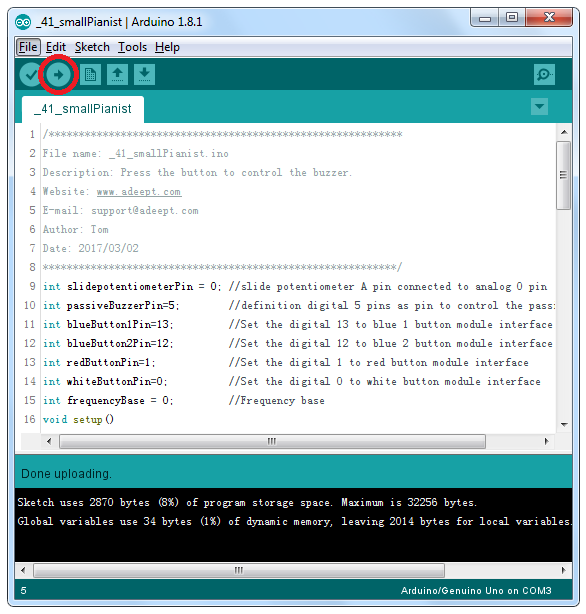 _41_smallPianist | Arduino 1.8.1
File Edit Sketch Tools Help
_41_smallPianist
1 /***********************************************************
2 File name: _41_smallPianist.ino
3 Description: Press the button to control the buzzer.
4 Website: www.adeept.com
5 E-mail: support@adeept.com
6 Author: Tom
7 Date: 2017/03/02
8 ***********************************************************/
9 int slidepotentiometerPin = 0; //slide potentiometer A pin connected to analog 0 pin
10 int passiveBuzzerPin=5; //definition digital 5 pins as pin to control the pass
11 int blueButton1Pin=13; //Set the digital 13 to blue 1 button module interface
12 int blueButton2Pin=12; //Set the digital 12 to blue 2 button module interface
13 int redButtonPin=1; //Set the digital 1 to red button module interface
14 int whiteButtonPin=0; //Set the digital 0 to white button module interface
15 int frequencyBase = 0; //Frequency base
16 void setup()
Done uploading.
Sketch uses 2870 bytes (8%) of program storage space. Maximum is 32256 bytes.
Global variables use 34 bytes (1%) of dynamic memory, leaving 2014 bytes for local variables.
5 Arduino/Genuino Uno on COM3